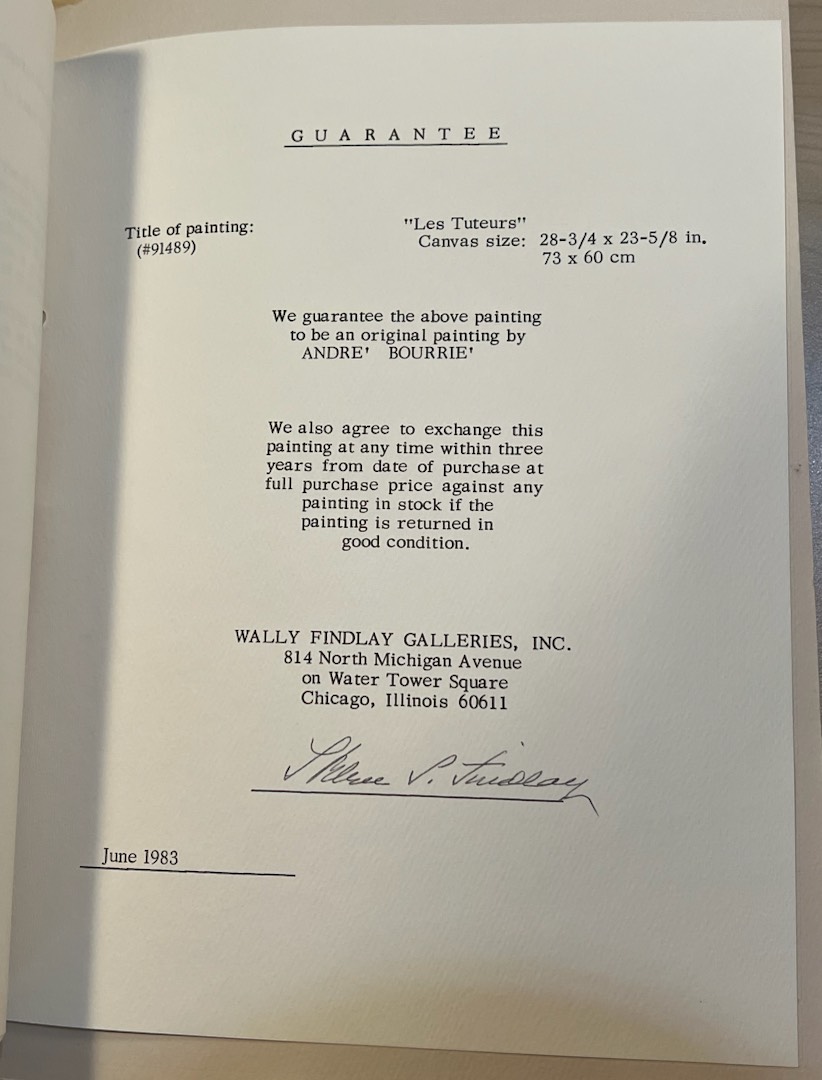 G U A R A N T E E
Title of painting:
(#91489)
"Les Tuteurs"
Canvas size: 28-3/4 x 23-5/8 in.
73 x 60 cm
We guarantee the above painting
to be an original painting by
ANDRE' BOURRIE'
We also agree to exchange this
painting at any time within three
years from date of purchase at
full purchase price against any
painting in stock if the
painting is returned in
good condition.
WALLY FINDLAY GALLERIES, INC.
814 North Michigan Avenue
on Water Tower Square
Chicago, Illinois 60611
S. Findlay
June 1983